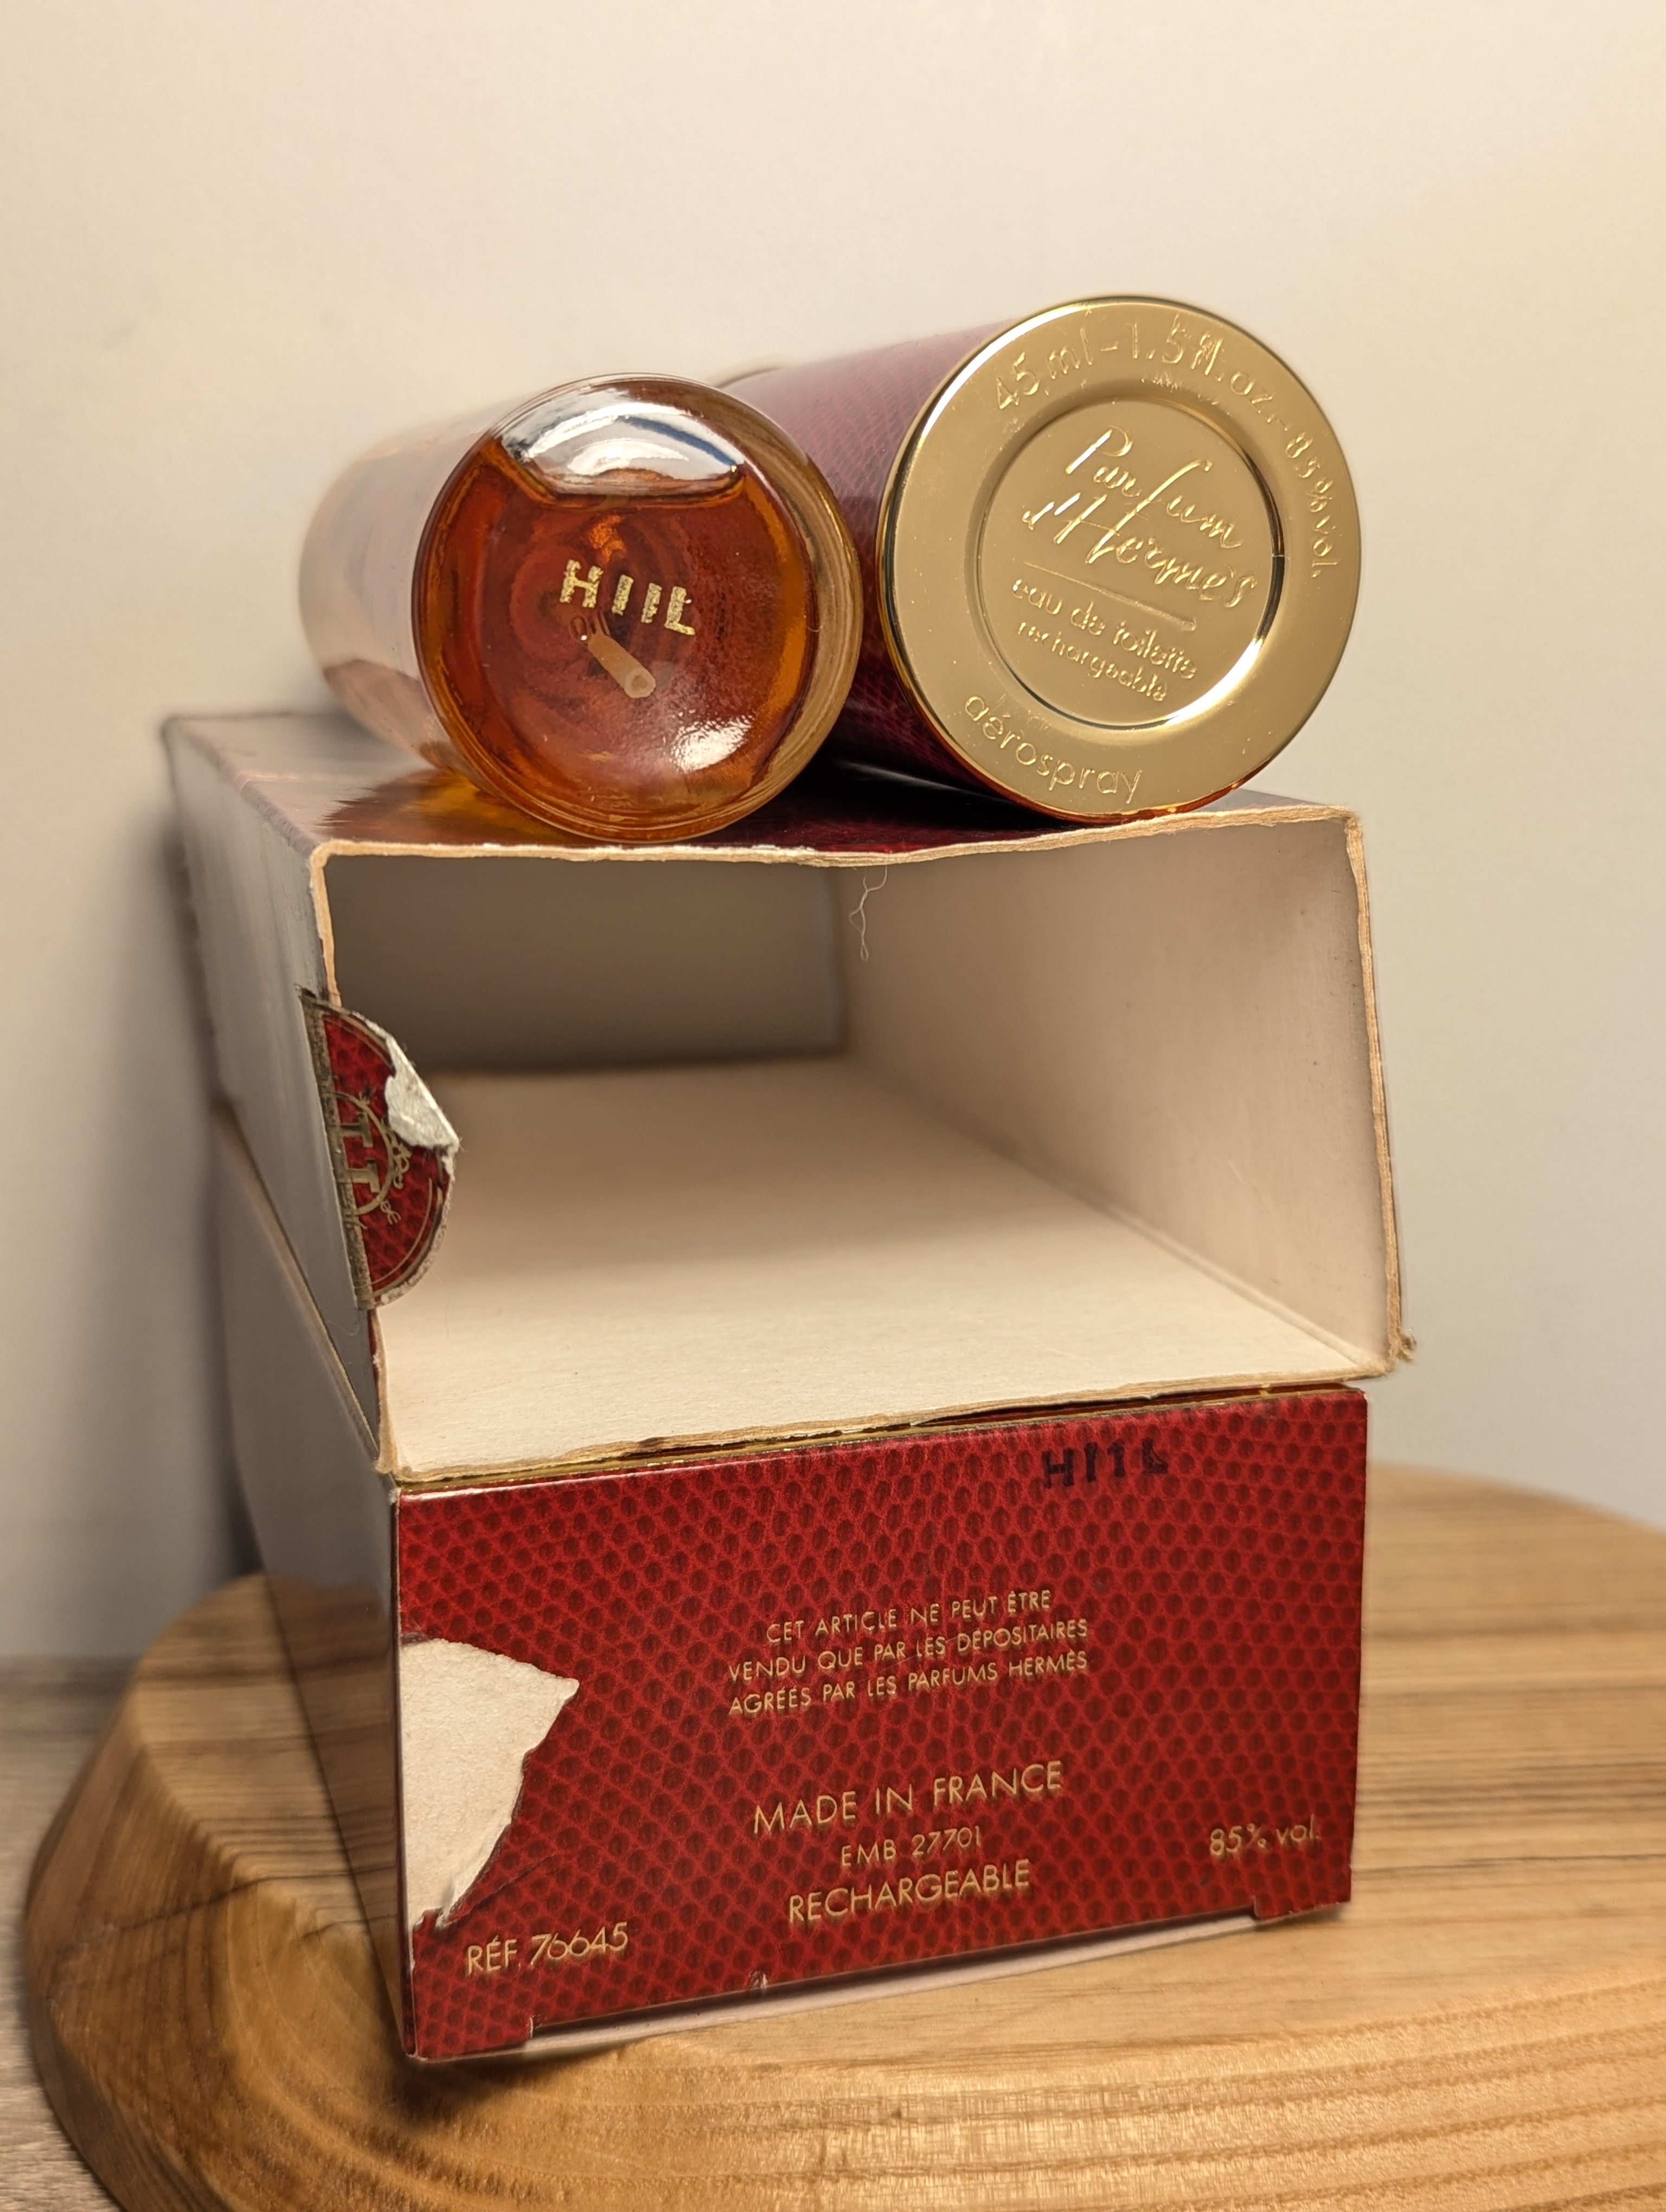 HIIL
45 ml - 1.5 fl.oz. - 85% vol.
Parfum
d'Hermès
eau de toilette
rechargeable
aérospray
HI1L
CET ARTICLE NE PEUT ÊTRE
VENDU QUE PAR LES DÉPOSITAIRES
AGRÉÉS PAR LES PARFUMS HERMÈS
MADE IN FRANCE
EMB 27701
RECHARGEABLE
85% vol.
RÉF. 76645